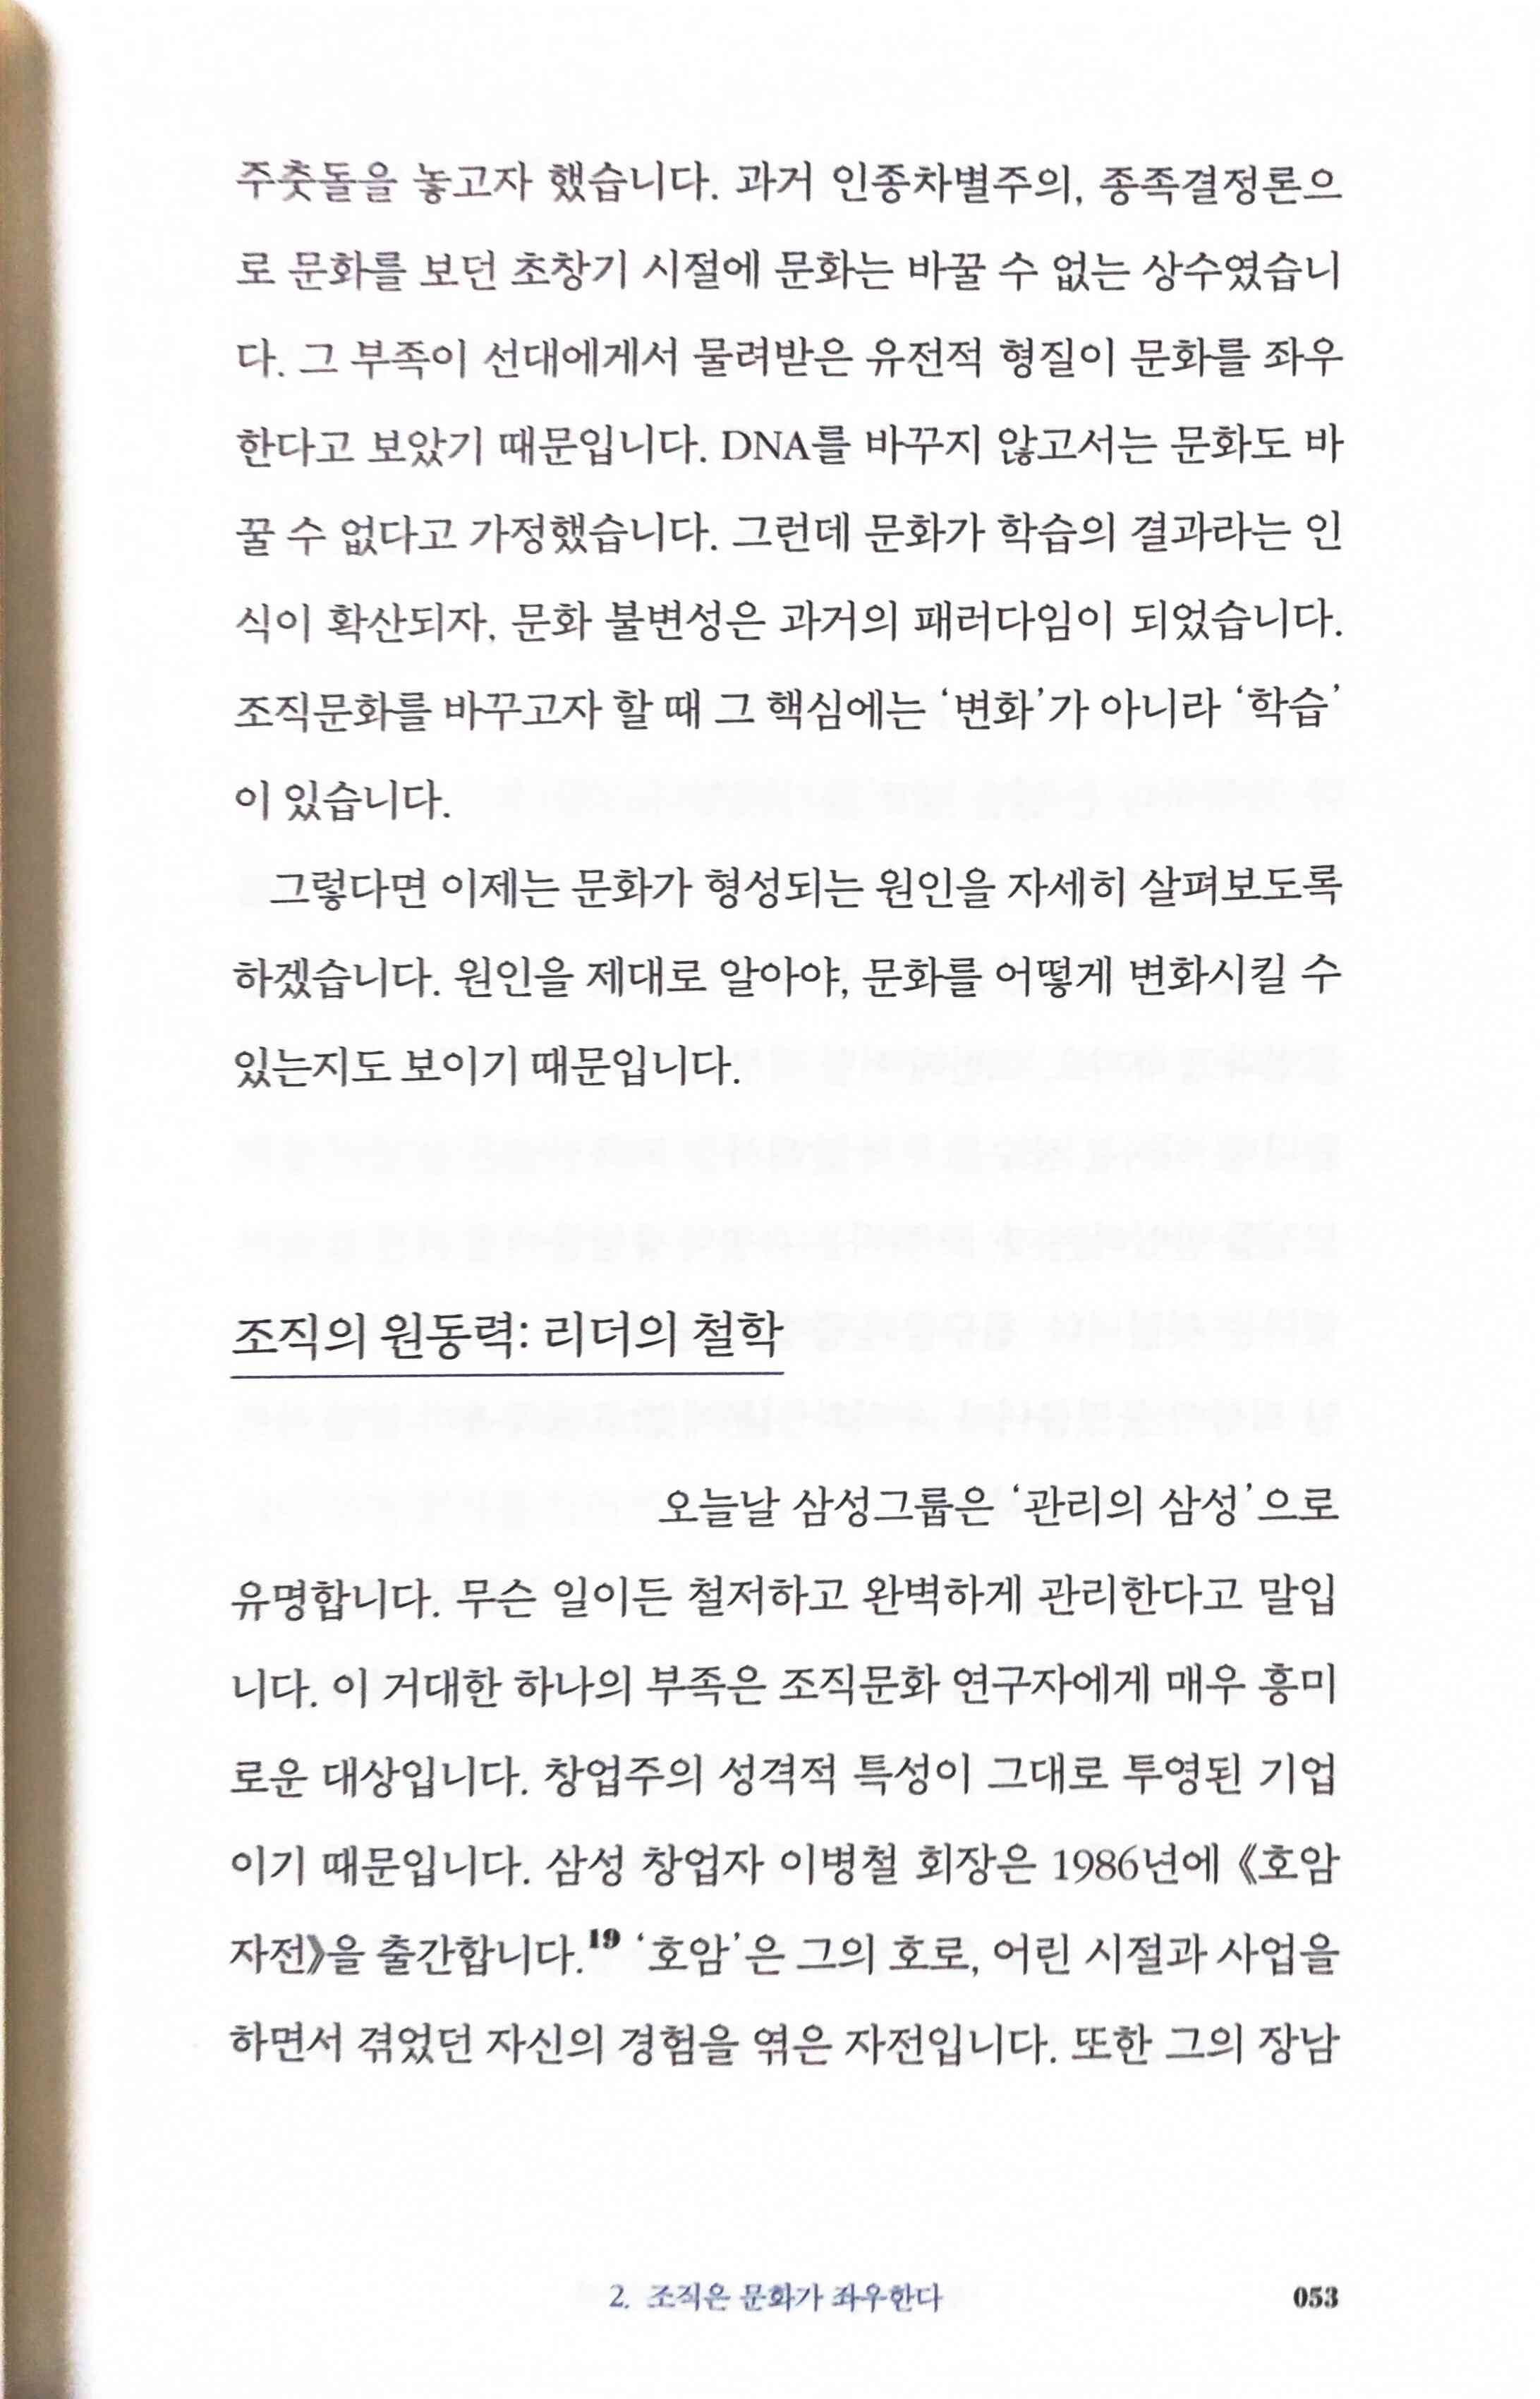 주춧돌을 놓고자 했습니다. 과거 인종차별주의, 종족결정론으
로 문화를 보던 초창기 시절에 문화는 바꿀 수 없는 상수였습니
다. 그 부족이 선대에게서 물려받은 유전적 형질이 문화를 좌우
한다고 보았기 때문입니다. DNA를 바꾸지 않고서는 문화도 바
꿀 수 없다고 가정했습니다. 그런데 문화가 학습의 결과라는 인
식이 확산되자, 문화 불변성은 과거의 패러다임이 되었습니다.
조직문화를 바꾸고자 할 때 그 핵심에는 ‘변화’가 아니라 ‘학습’
이 있습니다.
그렇다면 이제는 문화가 형성되는 원인을 자세히 살펴보도록
하겠습니다. 원인을 제대로 알아야, 문화를 어떻게 변화시킬 수
있는지도 보이기 때문입니다.
조직의 원동력: 리더의 철학
오늘날 삼성그룹은 ‘관리의 삼성’으로
유명합니다. 무슨 일이든 철저하고 완벽하게 관리한다고 말입
니다. 이 거대한 하나의 부족은 조직문화 연구자에게 매우 흥미
로운 대상입니다. 창업주의 성격적 특성이 그대로 투영된 기업
이기 때문입니다. 삼성 창업자 이병철 회장은 1986년에 《호암
자전》을 출간합니다.19 ‘호암’은 그의 호로, 어린 시절과 사업을
하면서 겪었던 자신의 경험을 엮은 자전입니다. 또한 그의 장남
2. 조직은 문화가 좌우한다 053